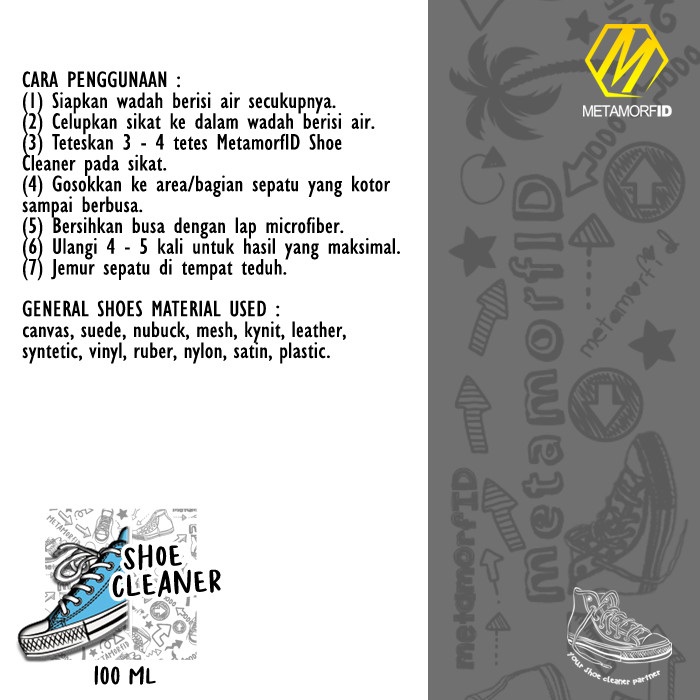 CARA PENGGUNAAN :
(1) Siapkan wadah berisi air secukupnya.
(2) Celupkan sikat ke dalam wadah berisi air.
(3) Teteskan 3 - 4 tetes MetamorfID Shoe
Cleaner pada sikat.
(4) Gosokkan ke area/bagian sepatu yang kotor
sampai berbusa.
(5) Bersihkan busa dengan lap microfiber.
(6) Ulangi 4 - 5 kali untuk hasil yang maksimal.
(7) Jemur sepatu di tempat teduh.
GENERAL SHOES MATERIAL USED :
canvas, suede, nubuck, mesh, kynit, leather,
syntetic, vinyl, ruber, nylon, satin, plastic.
SHOE
CLEANER
100 ML
METAMORFID
metamorfID
metamorfid
metamorfID
your shoe cleaner partner